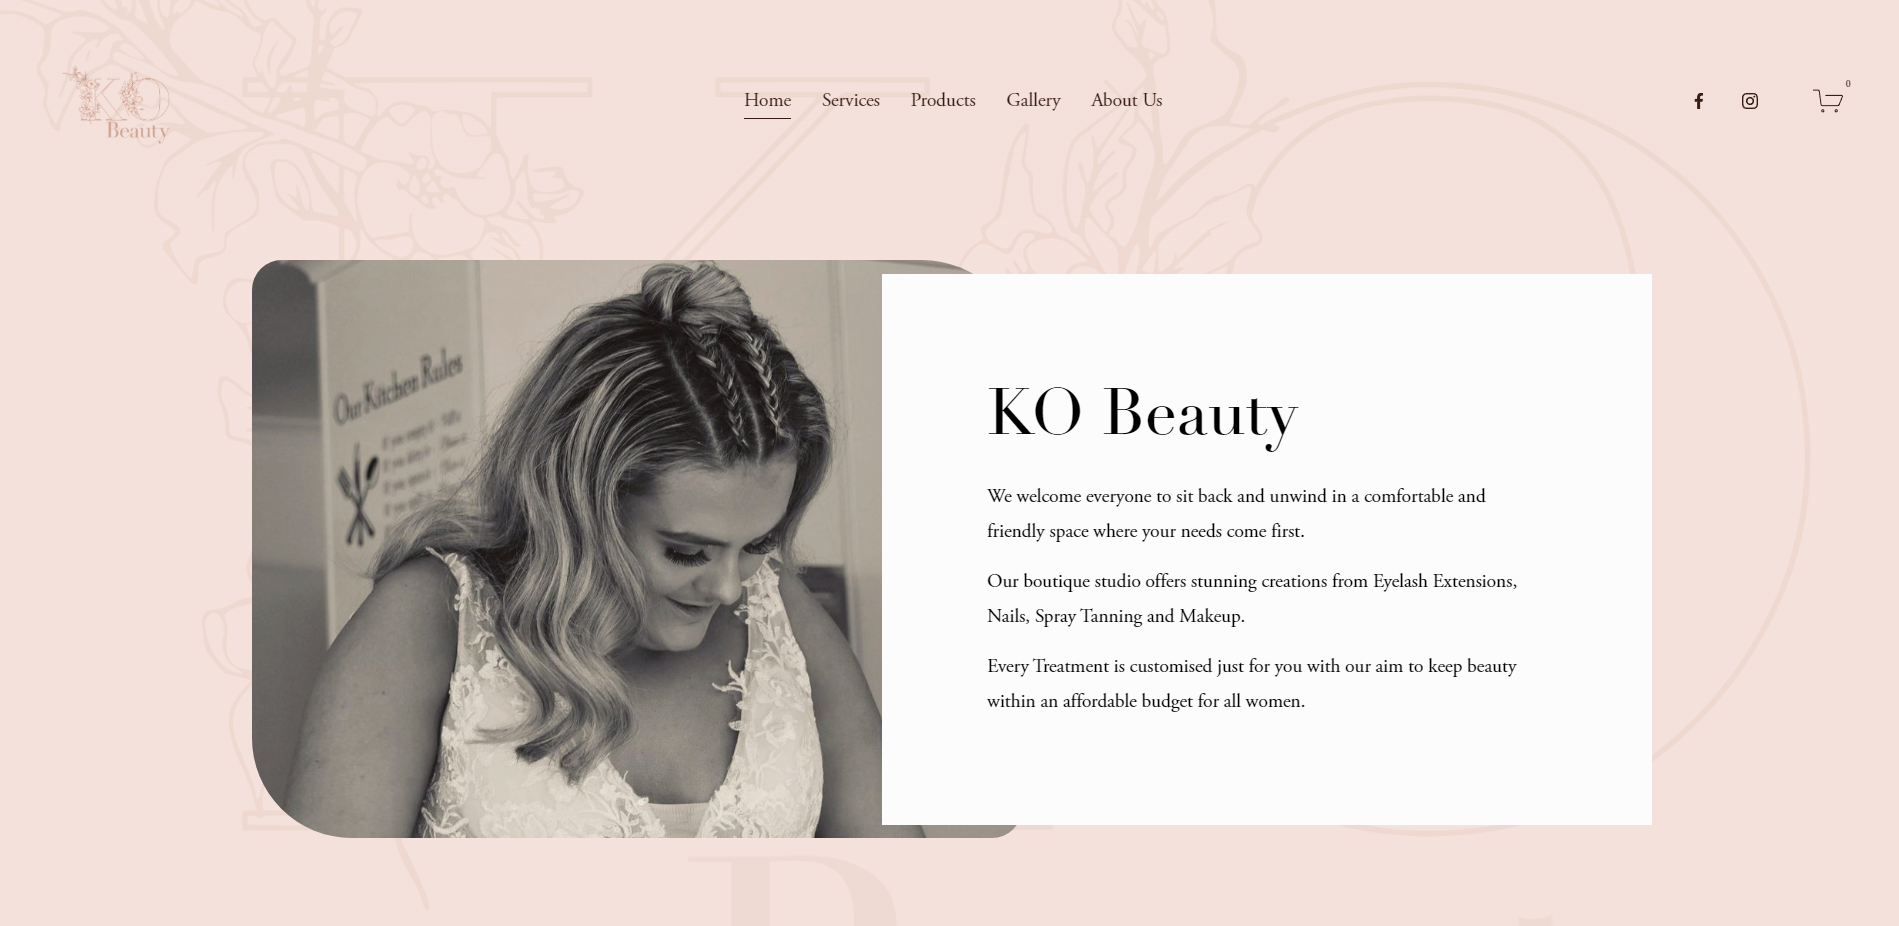 KO
Beauty
Home Services Products Gallery About Us
0
Our Kitchen Rules
KO Beauty
We welcome everyone to sit back and unwind in a comfortable and
friendly space where your needs come first.
Our boutique studio offers stunning creations from Eyelash Extensions,
Nails, Spray Tanning and Makeup.
Every Treatment is customised just for you with our aim to keep beauty
within an affordable budget for all women.